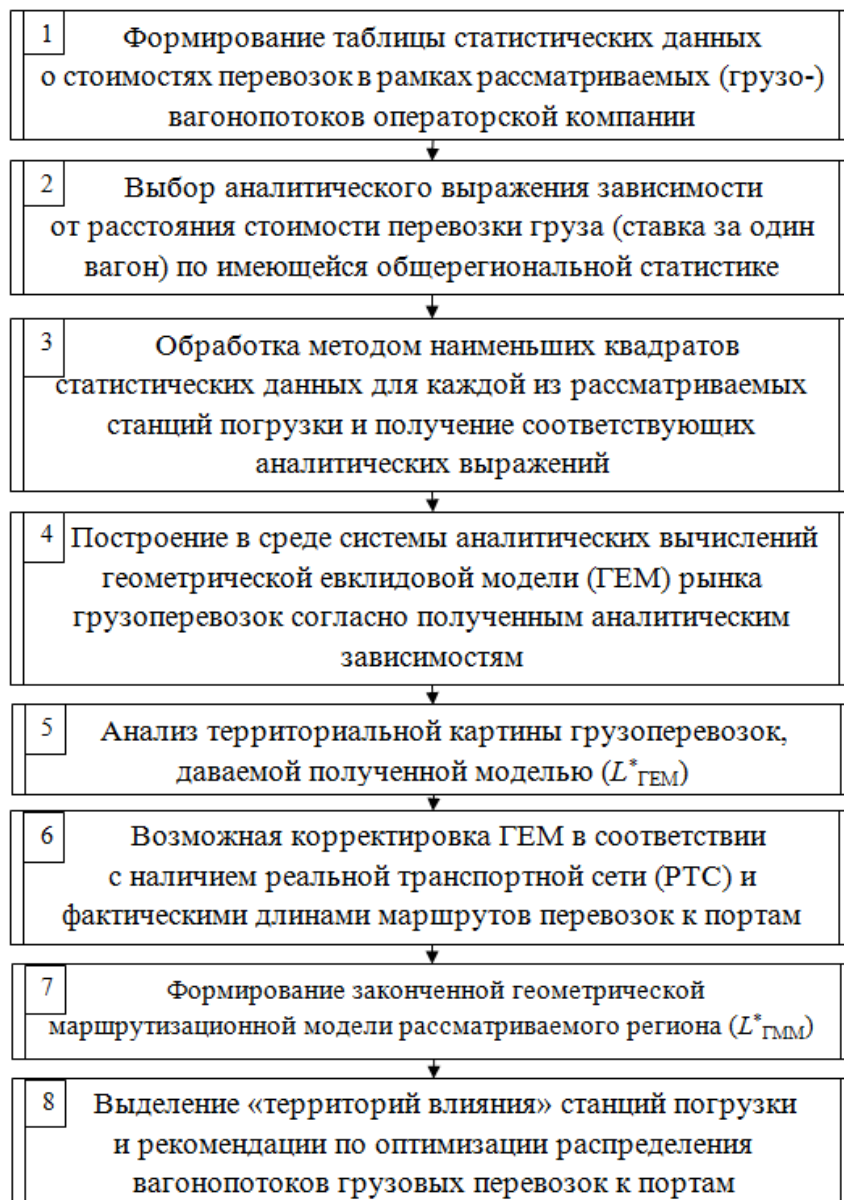 1
Формирование таблицы статистических данных
о стоимостях перевозок в рамках рассматриваемых (грузо-)
вагонопотоков операторской компании
2
Выбор аналитического выражения зависимости
от расстояния стоимости перевозки груза (ставка за один
вагон) по имеющейся общерегиональной статистике
3
Обработка методом наименьших квадратов
статистических данных для каждой из рассматриваемых
станций погрузки и получение соответствующих
аналитических выражений
4
Построение в среде системы аналитических вычислений
геометрической евклидовой модели (ГЕМ) рынка
грузоперевозок согласно полученным аналитическим
зависимостям
5
Анализ территориальной картины грузоперевозок,
даваемой полученной моделью (L*ГЕМ)
6
Возможная корректировка ГЕМ в соответствии
с наличием реальной транспортной сети (РТС) и
фактическими длинами маршрутов перевозок к портам
7
Формирование законченной геометрической
маршрутизационной модели рассматриваемого региона (L*ГММ)
8
Выделение «территорий влияния» станций погрузки
и рекомендации по оптимизации распределения
вагонопотоков грузовых перевозок к портам